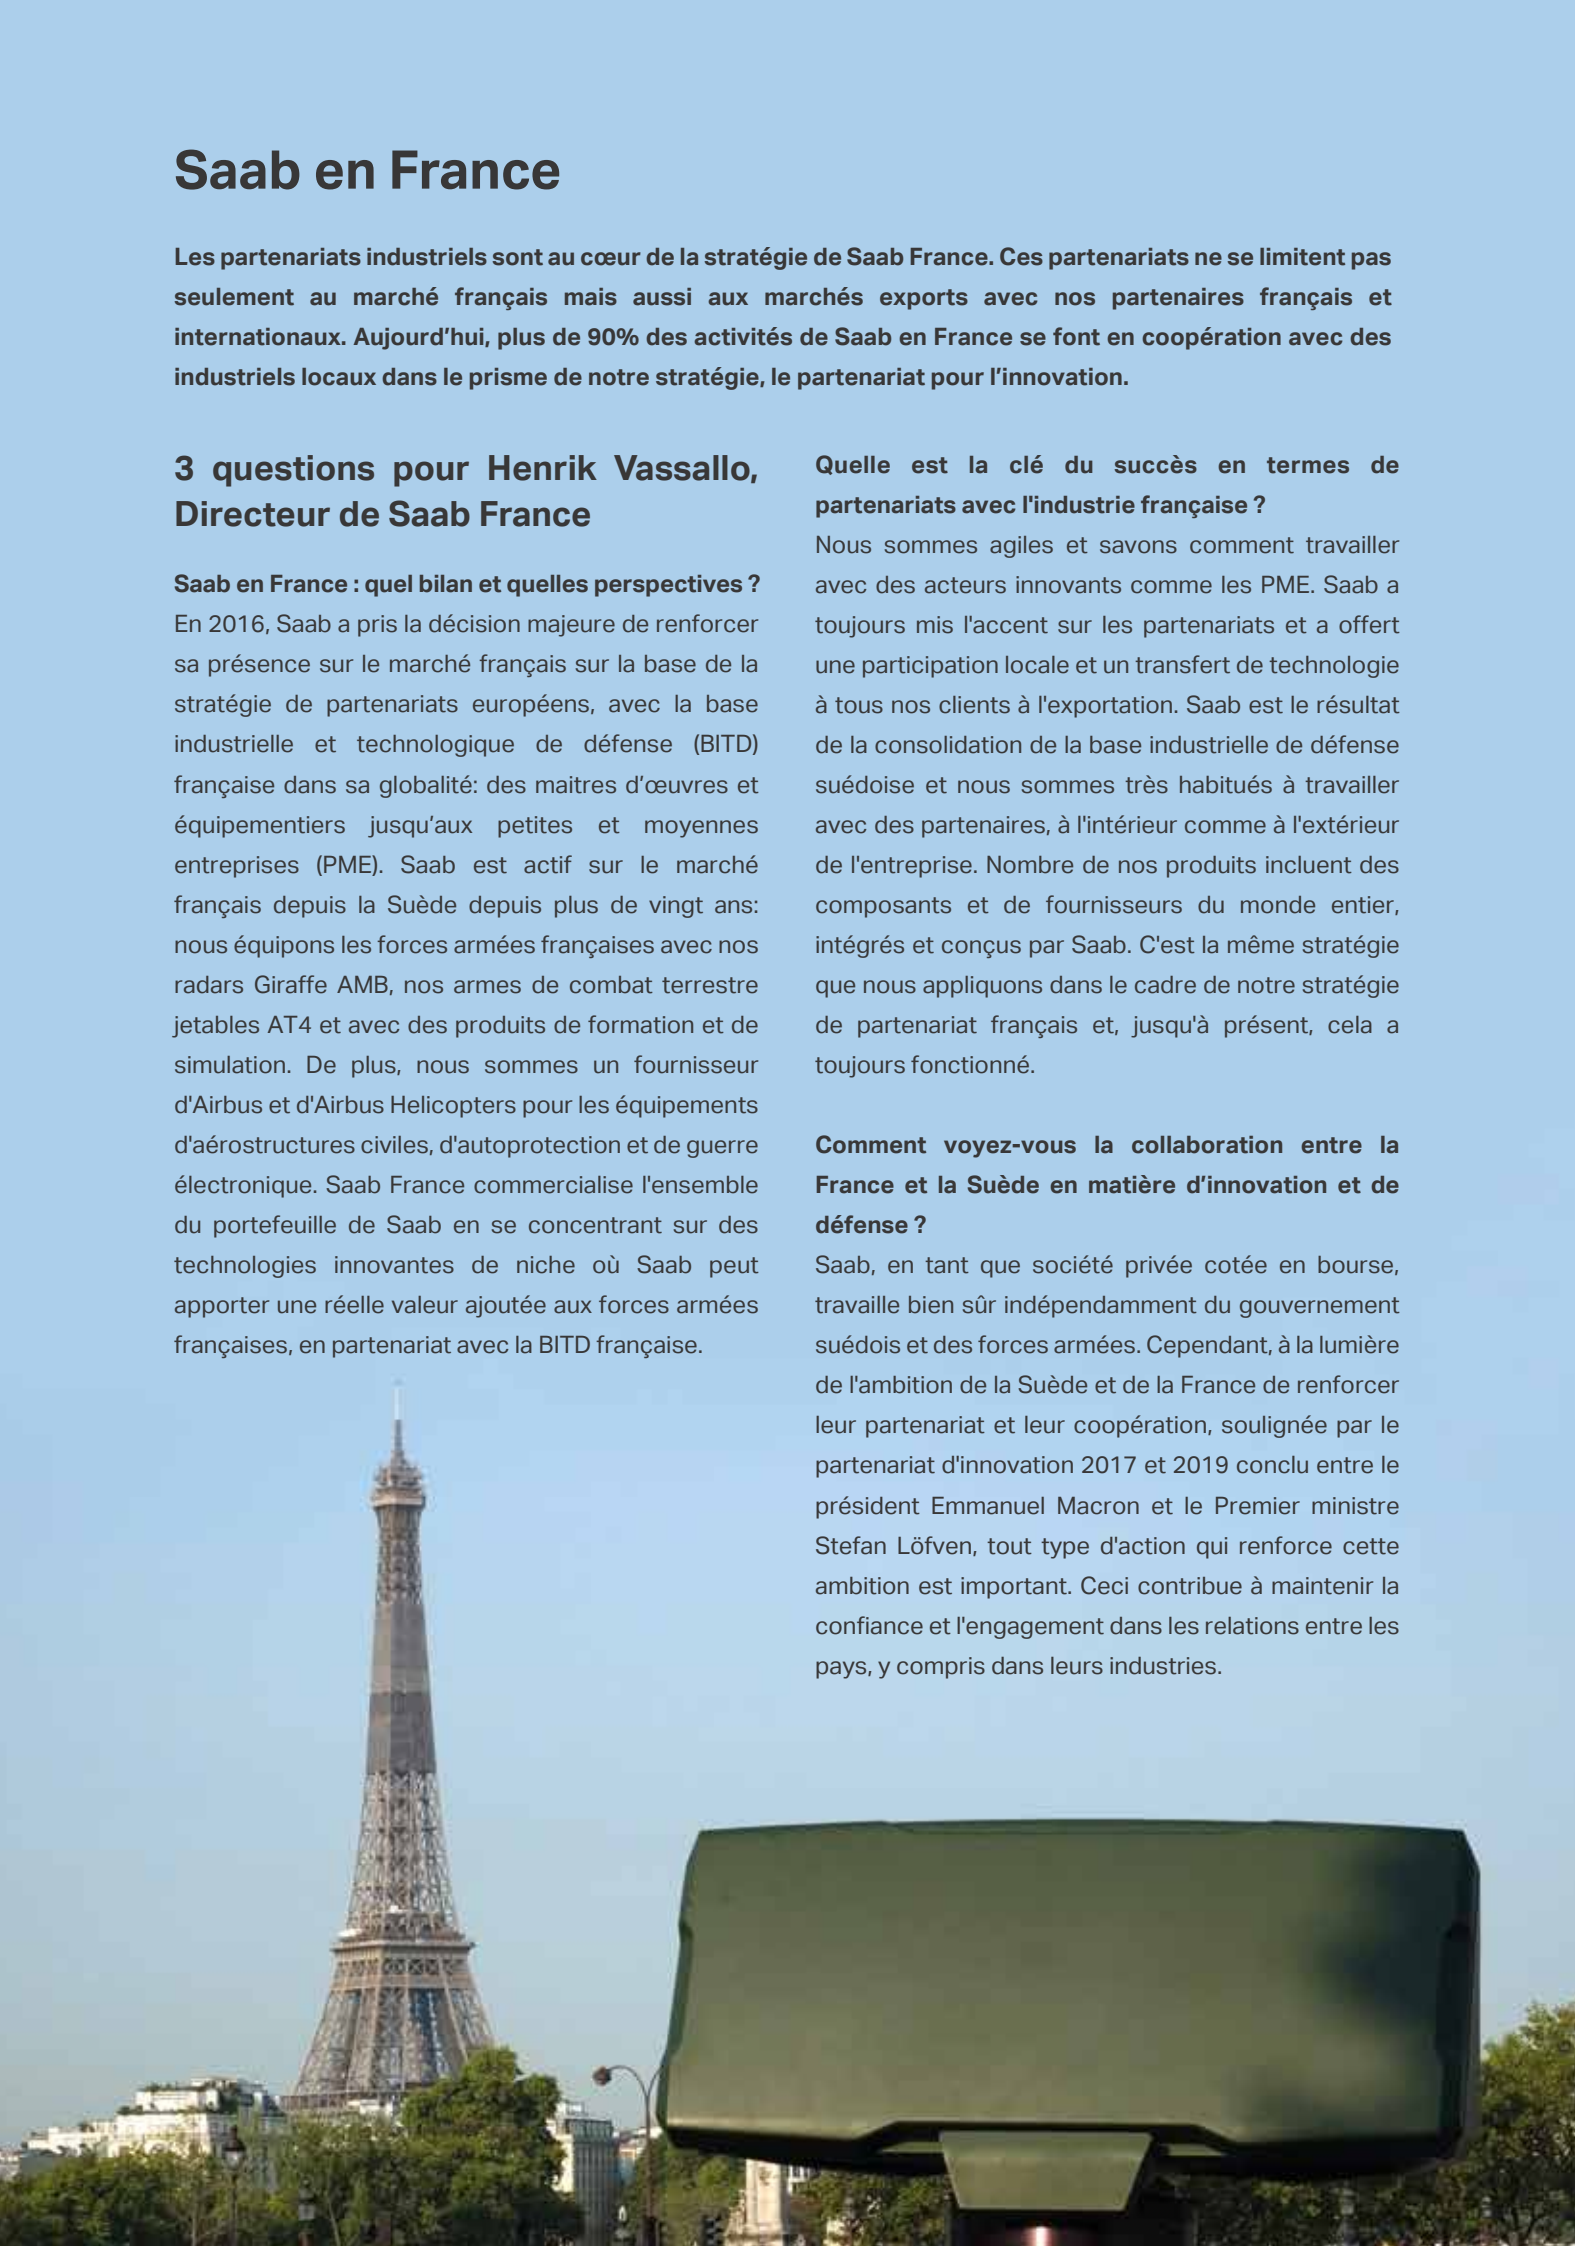 Saab en France
Les partenariats industriels sont au cœur de la stratégie de Saab France. Ces partenariats ne se limitent pas
seulement au marché français mais aussi aux marchés exports avec nos partenaires français et
internationaux. Aujourd’hui, plus de 90% des activités de Saab en France se font en coopération avec des
industriels locaux dans le prisme de notre stratégie, le partenariat pour l’innovation.
3 questions pour Henrik Vassallo,
Directeur de Saab France
Saab en France : quel bilan et quelles perspectives ?
En 2016, Saab a pris la décision majeure de renforcer
sa présence sur le marché français sur la base de la
stratégie de partenariats européens, avec la base
industrielle et technologique de défense (BITD)
française dans sa globalité: des maitres d’œuvres et
équipementiers jusqu’aux petites et moyennes
entreprises (PME). Saab est actif sur le marché
français depuis la Suède depuis plus de vingt ans:
nous équipons les forces armées françaises avec nos
radars Giraffe AMB, nos armes de combat terrestre
jetables AT4 et avec des produits de formation et de
simulation. De plus, nous sommes un fournisseur
d'Airbus et d'Airbus Helicopters pour les équipements
d'aérostructures civiles, d'autoprotection et de guerre
électronique. Saab France commercialise l'ensemble
du portefeuille de Saab en se concentrant sur des
technologies innovantes de niche où Saab peut
apporter une réelle valeur ajoutée aux forces armées
françaises, en partenariat avec la BITD française.
Quelle est la clé du succès en termes de
partenariats avec l'industrie française ?
Nous sommes agiles et savons comment travailler
avec des acteurs innovants comme les PME. Saab a
toujours mis l'accent sur les partenariats et a offert
une participation locale et un transfert de technologie
à tous nos clients à l'exportation. Saab est le résultat
de la consolidation de la base industrielle de défense
suédoise et nous sommes très habitués à travailler
avec des partenaires, à l'intérieur comme à l'extérieur
de l'entreprise. Nombre de nos produits incluent des
composants et de fournisseurs du monde entier,
intégrés et conçus par Saab. C'est la même stratégie
que nous appliquons dans le cadre de notre stratégie
de partenariat français et, jusqu'à présent, cela a
toujours fonctionné.
Comment voyez-vous la collaboration entre la
France et la Suède en matière d’innovation et de
défense ?
Saab, en tant que société privée cotée en bourse,
travaille bien sûr indépendamment du gouvernement
suédois et des forces armées. Cependant, à la lumière
de l'ambition de la Suède et de la France de renforcer
leur partenariat et leur coopération, soulignée par le
partenariat d'innovation 2017 et 2019 conclu entre le
président Emmanuel Macron et le Premier ministre
Stefan Löfven, tout type d'action qui renforce cette
ambition est important. Ceci contribue à maintenir la
confiance et l'engagement dans les relations entre les
pays, y compris dans leurs industries.